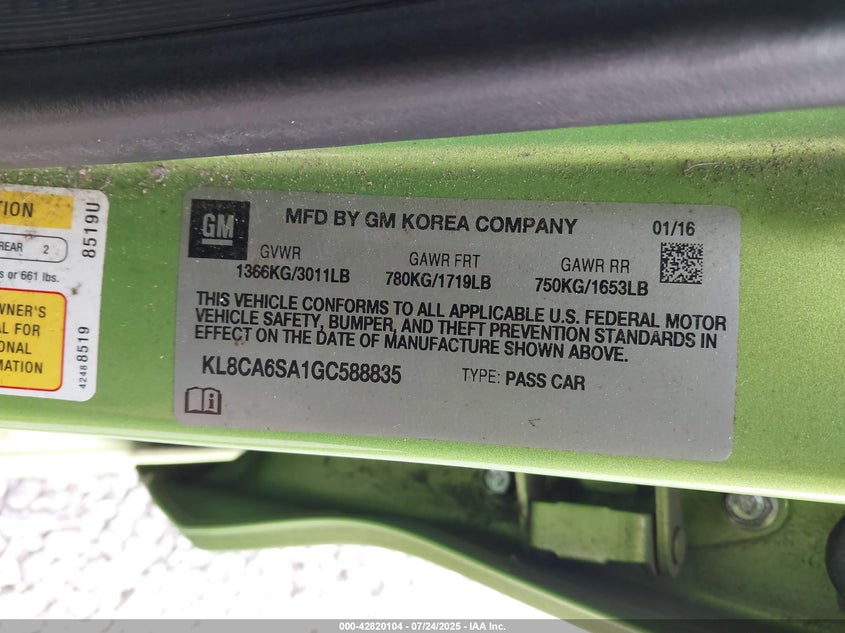 TION
REAR 2
s or 661 lbs.
WNER'S
AL FOR
ONAL
MATION
8519U
42488519
GM
MFD BY GM KOREA COMPANY
01/16
GVWR
1366KG/3011LB
GAWR FRT
780KG/1719LB
GAWR RR
750KG/1653LB
THIS VEHICLE CONFORMS TO ALL APPLICABLE U.S. FEDERAL MOTOR
VEHICLE SAFETY, BUMPER, AND THEFT PREVENTION STANDARDS IN
EFFECT ON THE DATE OF MANUFACTURE SHOWN ABOVE.
KL8CA6SA1GC588835
TYPE: PASS CAR
000-42820104 - 07/24/2025 - IAA Inc.